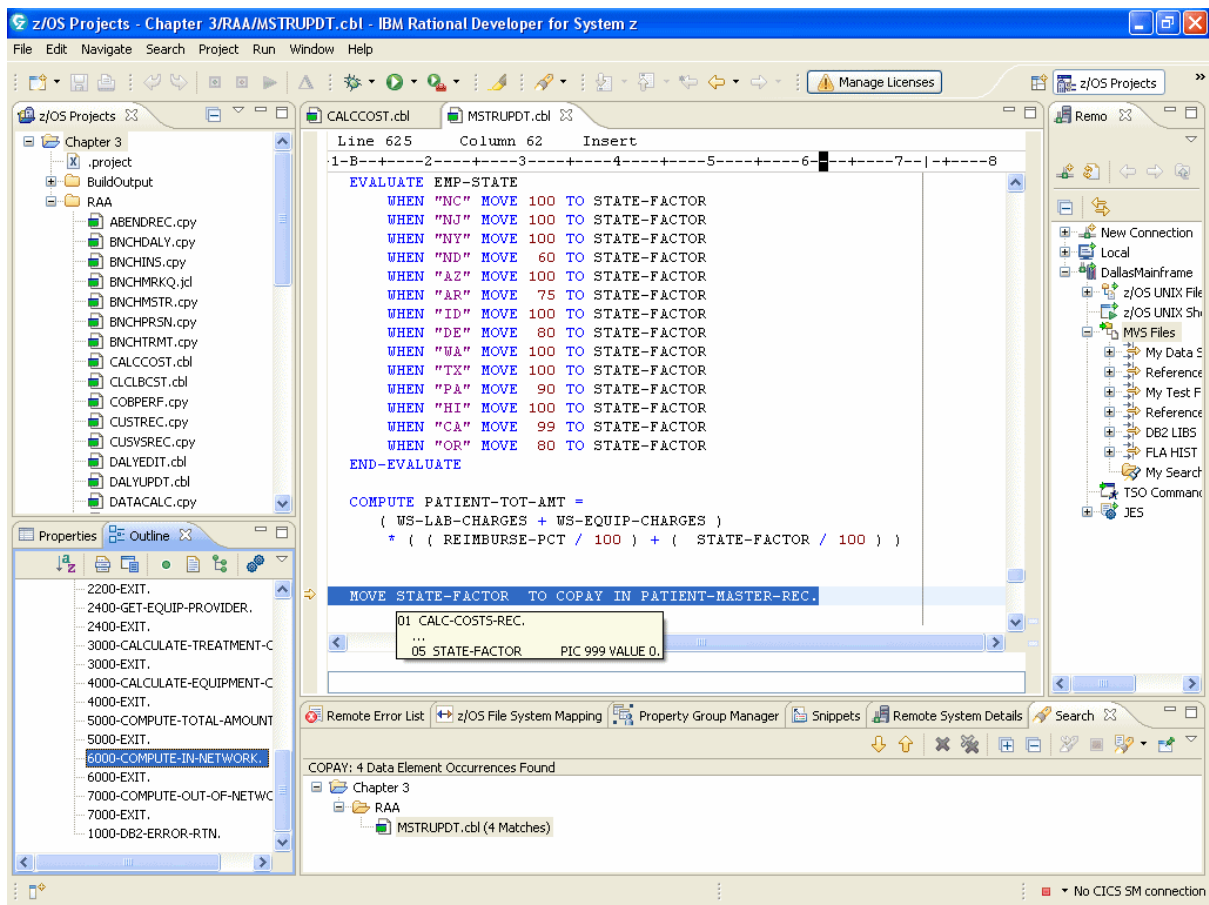 z/OS Projects - Chapter 3/RAA/MSTRUPDT.cbl - IBM Rational Developer for System z
File Edit Navigate Search Project Run Window Help
Manage Licenses
z/OS Projects
»
z/OS Projects
Chapter 3
.project
BuildOutput
RAA
ABENDREC.cpy
BNCHDALY.cpy
BNCHINS.cpy
BNCHMRKQ.jcl
BNCHMSTR.cpy
BNCHPRSN.cpy
BNCHTRMT.cpy
CALCCOST.cbl
CLCLBCST.cbl
COBPERF.cpy
CUSTREC.cpy
CUSVSREC.cpy
DALYEDIT.cbl
DALYUPDT.cbl
DATACALC.cpy
Properties
Outline
2200-EXIT.
2400-GET-EQUIP-PROVIDER.
2400-EXIT.
3000-CALCULATE-TREATMENT-C
3000-EXIT.
4000-CALCULATE-EQUIPMENT-C
4000-EXIT.
5000-COMPUTE-TOTAL-AMOUNT
5000-EXIT.
6000-COMPUTE-IN-NETWORK.
6000-EXIT.
7000-COMPUTE-OUT-OF-NETWC
7000-EXIT.
1000-DB2-ERROR-RTN.
CALCCOST.cbl
MSTRUPDT.cbl
Line 625 Column 62 Insert
-1-B--+----2----+----3----+----4----+----5----+----6- --+----7--|-+----8
EVALUATE EMP-STATE
WHEN "NC" MOVE 100 TO STATE-FACTOR
WHEN "NJ" MOVE 100 TO STATE-FACTOR
WHEN "NY" MOVE 100 TO STATE-FACTOR
WHEN "ND" MOVE 60 TO STATE-FACTOR
WHEN "AZ" MOVE 100 TO STATE-FACTOR
WHEN "AR" MOVE 75 TO STATE-FACTOR
WHEN "ID" MOVE 100 TO STATE-FACTOR
WHEN "DE" MOVE 80 TO STATE-FACTOR
WHEN "WA" MOVE 100 TO STATE-FACTOR
WHEN "TX" MOVE 100 TO STATE-FACTOR
WHEN "PA" MOVE 90 TO STATE-FACTOR
WHEN "HI" MOVE 100 TO STATE-FACTOR
WHEN "CA" MOVE 99 TO STATE-FACTOR
WHEN "OR" MOVE 80 TO STATE-FACTOR
END-EVALUATE
COMPUTE PATIENT-TOT-AMT =
( WS-LAB-CHARGES + WS-EQUIP-CHARGES )
* ( ( REIMBURSE-PCT / 100 ) + ( STATE-FACTOR / 100 ) )
MOVE STATE-FACTOR TO COPAY IN PATIENT-MASTER-REC.
01 CALC-COSTS-REC.
...
05 STATE-FACTOR PIC 999 VALUE 0.
Remo
New Connection
Local
DallasMainframe
z/OS UNIX File
z/OS UNIX She
MVS Files
My Data S
Reference
My Test F
Reference
DB2 LIBS
FLA HIST
My Search
TSO Command
JES
Remote Error List
z/OS File System Mapping
Property Group Manager
Snippets
Remote System Details
Search
COPAY: 4 Data Element Occurrences Found
Chapter 3
RAA
MSTRUPDT.cbl (4 Matches)
No CICS SM connection